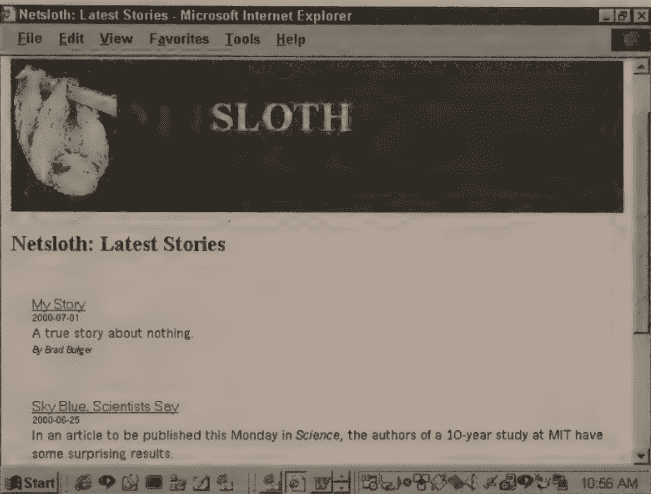 Netsloth: Latest Stories - Microsoft Internet Explorer
File Edit View Favorites Tools Help
SLOTH
Netsloth: Latest Stories
My Story
2000-07-01
A true story about nothing.
By Brad Bulger
Sky Blue, Scientists Say
2000-06-25
In an article to be published this Monday in Science, the authors of a 10-year study at MIT have
some surprising results.
Start 10:56 AM